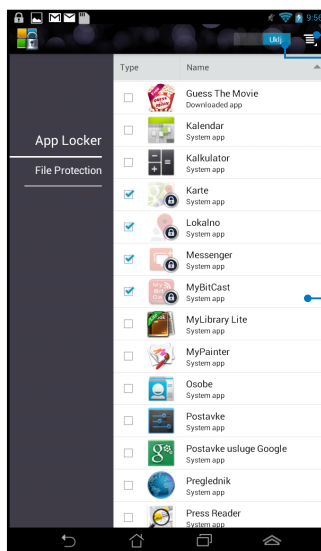 9:56
Uklj.
Type Name
Guess The Movie
Downloaded app
Kalendar
System app
App Locker
Kalkulator
System app
File Protection
Karte
System app
Lokalno
System app
Messenger
System app
MyBitCast
System app
MyLibrary Lite
System app
MyPainter
System app
Osobe
System app
Postavke
System app
Postavke usluge Google
System app
Preglednik
System app
Press Reader
System app